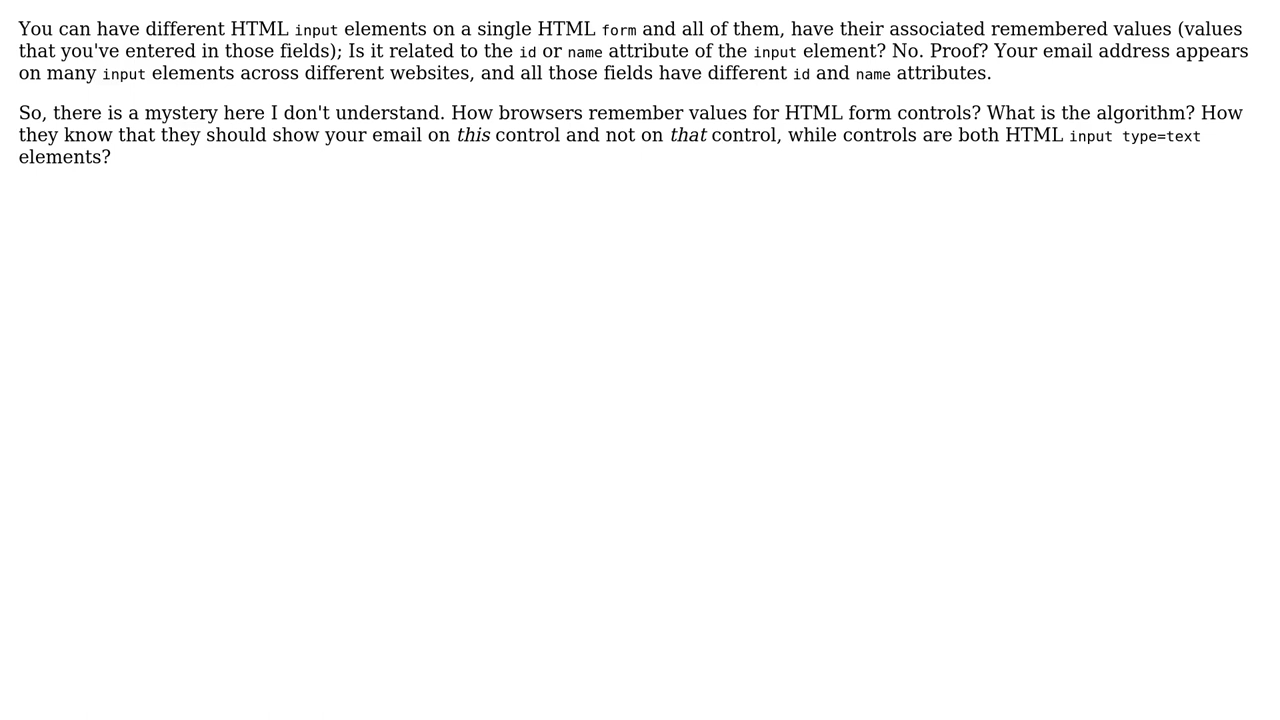 You can have different HTML input elements on a single HTML form and all of them, have their associated remembered values (values
that you've entered in those fields); Is it related to the id or name attribute of the input element? No. Proof? Your email address appears
on many input elements across different websites, and all those fields have different id and name attributes.
So, there is a mystery here I don't understand. How browsers remember values for HTML form controls? What is the algorithm? How
they know that they should show your email on this control and not on that control, while controls are both HTML input type=text
elements?